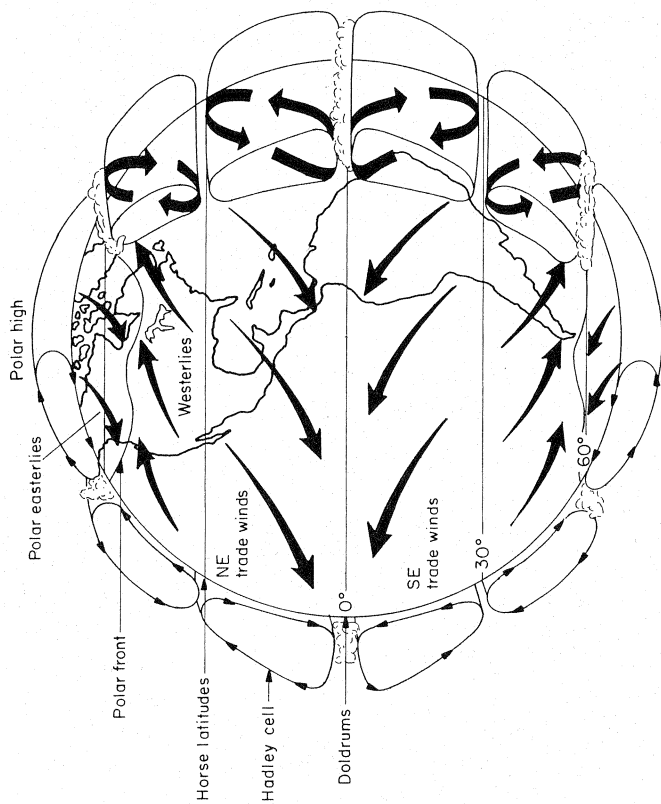 Polar high
Polar easterlies
Polar front
Westerlies
Horse latitudes
NE
trade winds
Hadley cell
Doldrums
0°
SE
trade winds
30°
60°